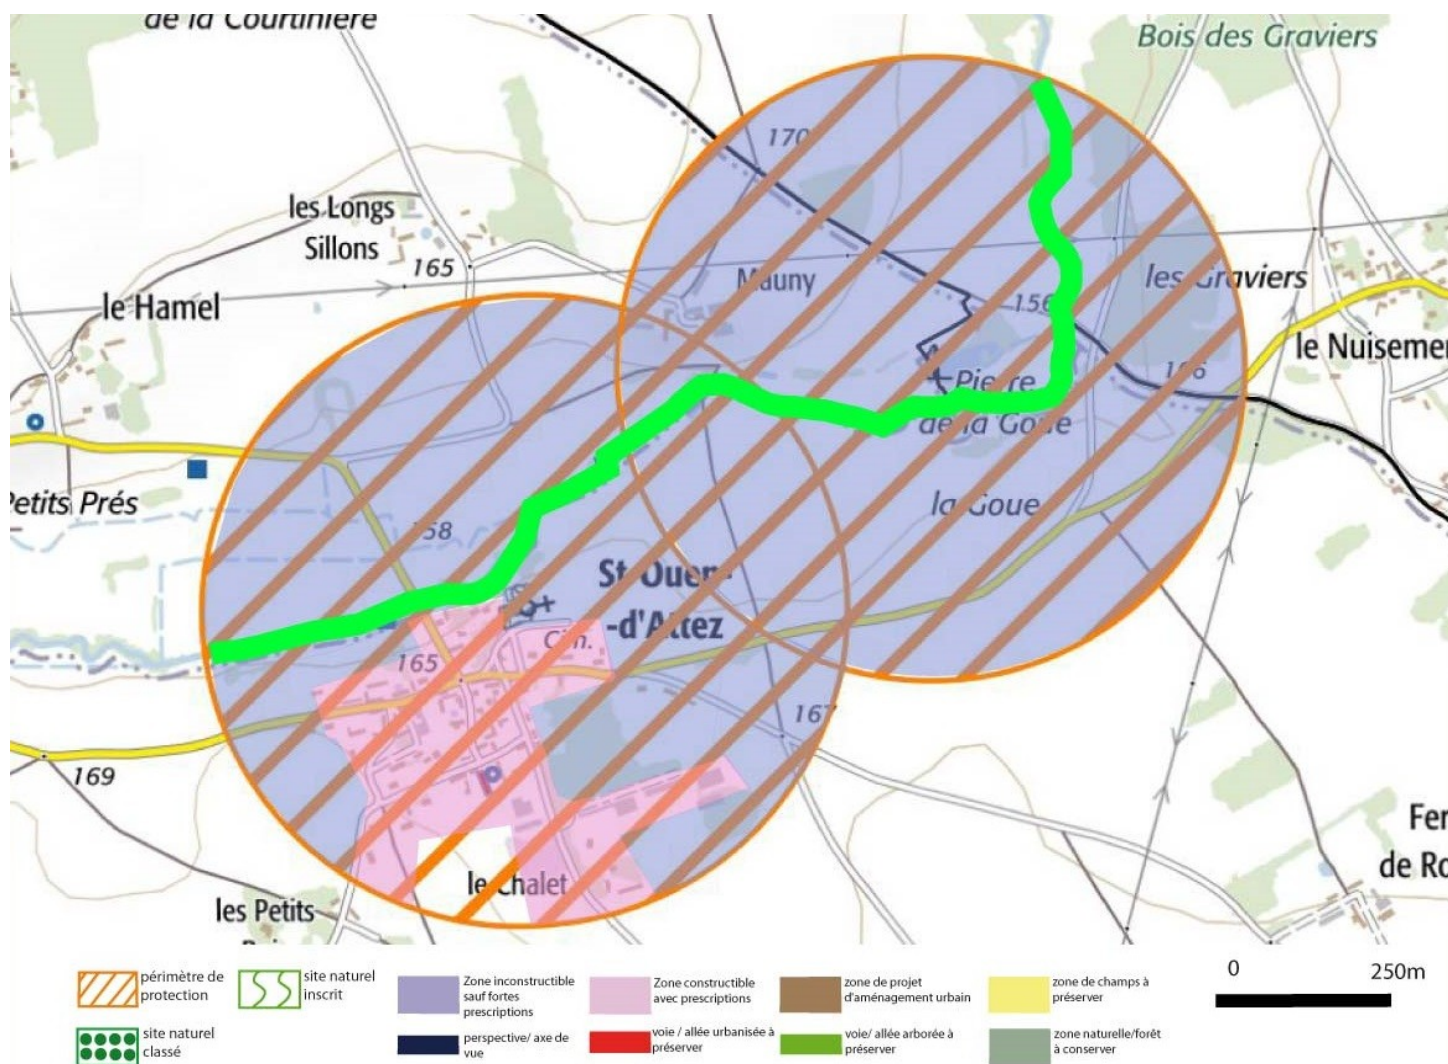 de la Courtinière
Bois des Graviers
170
les Longs
Sillons
165
le Hamel
Mauny
les Graviers
156
le Nuisemen
Pierre
de la Goue
Petits Prés
158
la Goue
St-Ouen-
-d'Attez
Cim.
165
167
169
le Chalet
Fer
de Ro
les Petits
0 250m
périmètre de
protection
site naturel
inscrit
Zone inconstructible
sauf fortes
prescriptions
Zone constructible
avec prescriptions
zone de projet
d'aménagement urbain
zone de champs à
préserver
site naturel
classé
perspective/ axe de
vue
voie / allée urbanisée à
préserver
voie/ allée arborée à
préserver
zone naturelle/forêt
à conserver